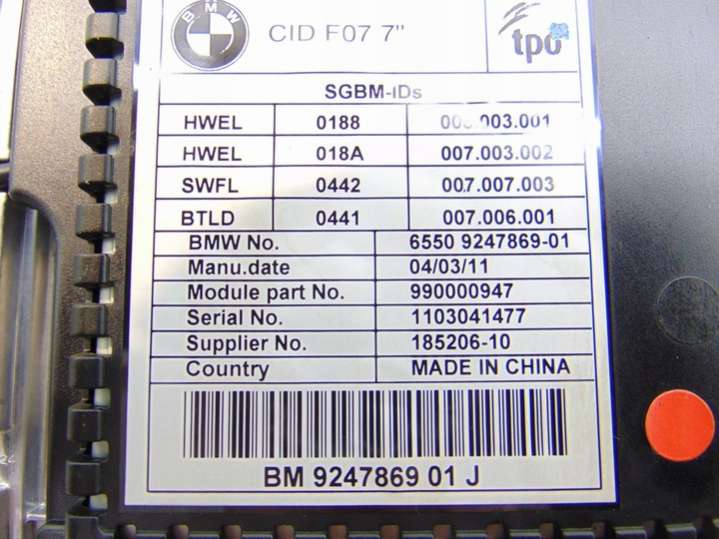 BMW
CID F07 7"
tpo
SGBM-IDs
HWEL 0188 003.001
HWEL 018A 007.003.002
SWFL 0442 007.007.003
BTLD 0441 007.006.001
BMW No. 6550 9247869-01
Manu.date 04/03/11
Module part No. 990000947
Serial No. 1103041477
Supplier No. 185206-10
Country MADE IN CHINA
BM 9247869 01 J